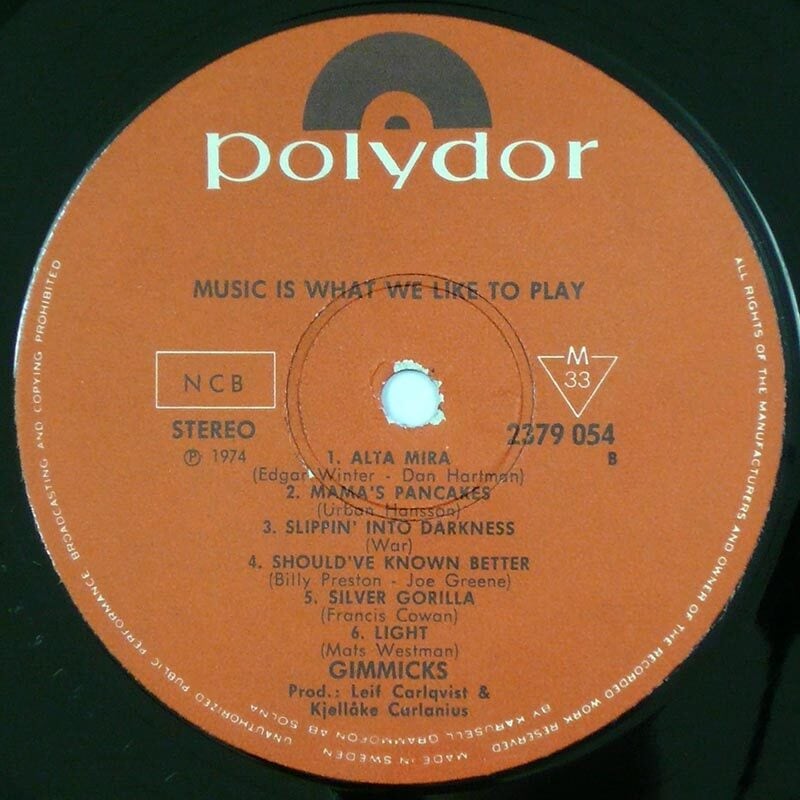 polydor
MUSIC IS WHAT WE LIKE TO PLAY
NCB
M
33
STEREO
2379 054
Ⓟ 1974
B
1. ALTA MIRA
(Edgar Winter - Dan Hartman)
2. MAMA'S PANCAKES
(Urban Hansson)
3. SLIPPIN' INTO DARKNESS
(War)
4. SHOULD'VE KNOWN BETTER
(Billy Preston - Joe Greene)
5. SILVER GORILLA
(Francis Cowan)
6. LIGHT
(Mats Westman)
GIMMICKS
Prod.: Leif Carlqvist &
Kjellåke Curlanius
ALL RIGHTS OF THE MANUFACTURERS AND OWNER OF THE RECORDED WORK RESERVED
UNAUTHORIZED PUBLIC PERFORMANCE BROADCASTING AND COPYING PROHIBITED
BY KARUSELL GRAMMOFON AB SOLNA
MADE IN SWEDEN